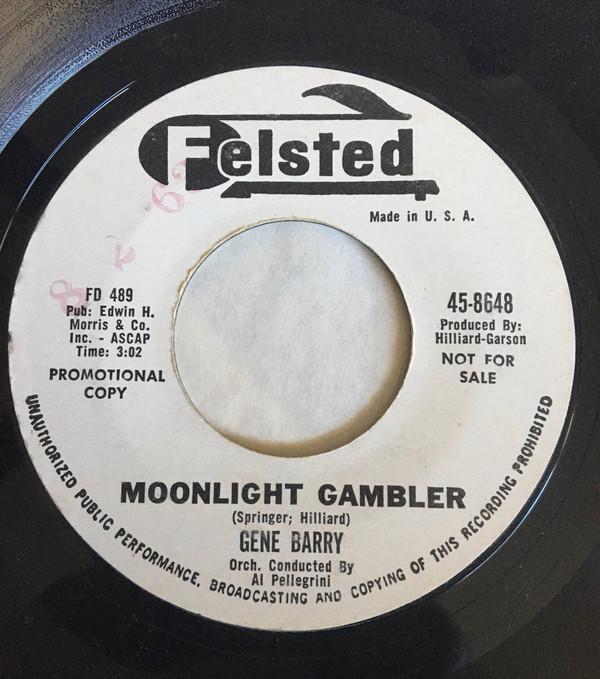 Felsted
Made in U. S. A.
FD 489
Pub: Edwin H.
Morris & Co.
Inc. - ASCAP
Time: 3:02
PROMOTIONAL
COPY
45-8648
Produced By:
Hilliard-Garson
NOT FOR
SALE
MOONLIGHT GAMBLER
(Springer; Hilliard)
GENE BARRY
Orch. Conducted By
Al Pellegrini
UNAUTHORIZED PUBLIC PERFORMANCE, BROADCASTING AND COPYING OF THIS RECORDING PROHIBITED